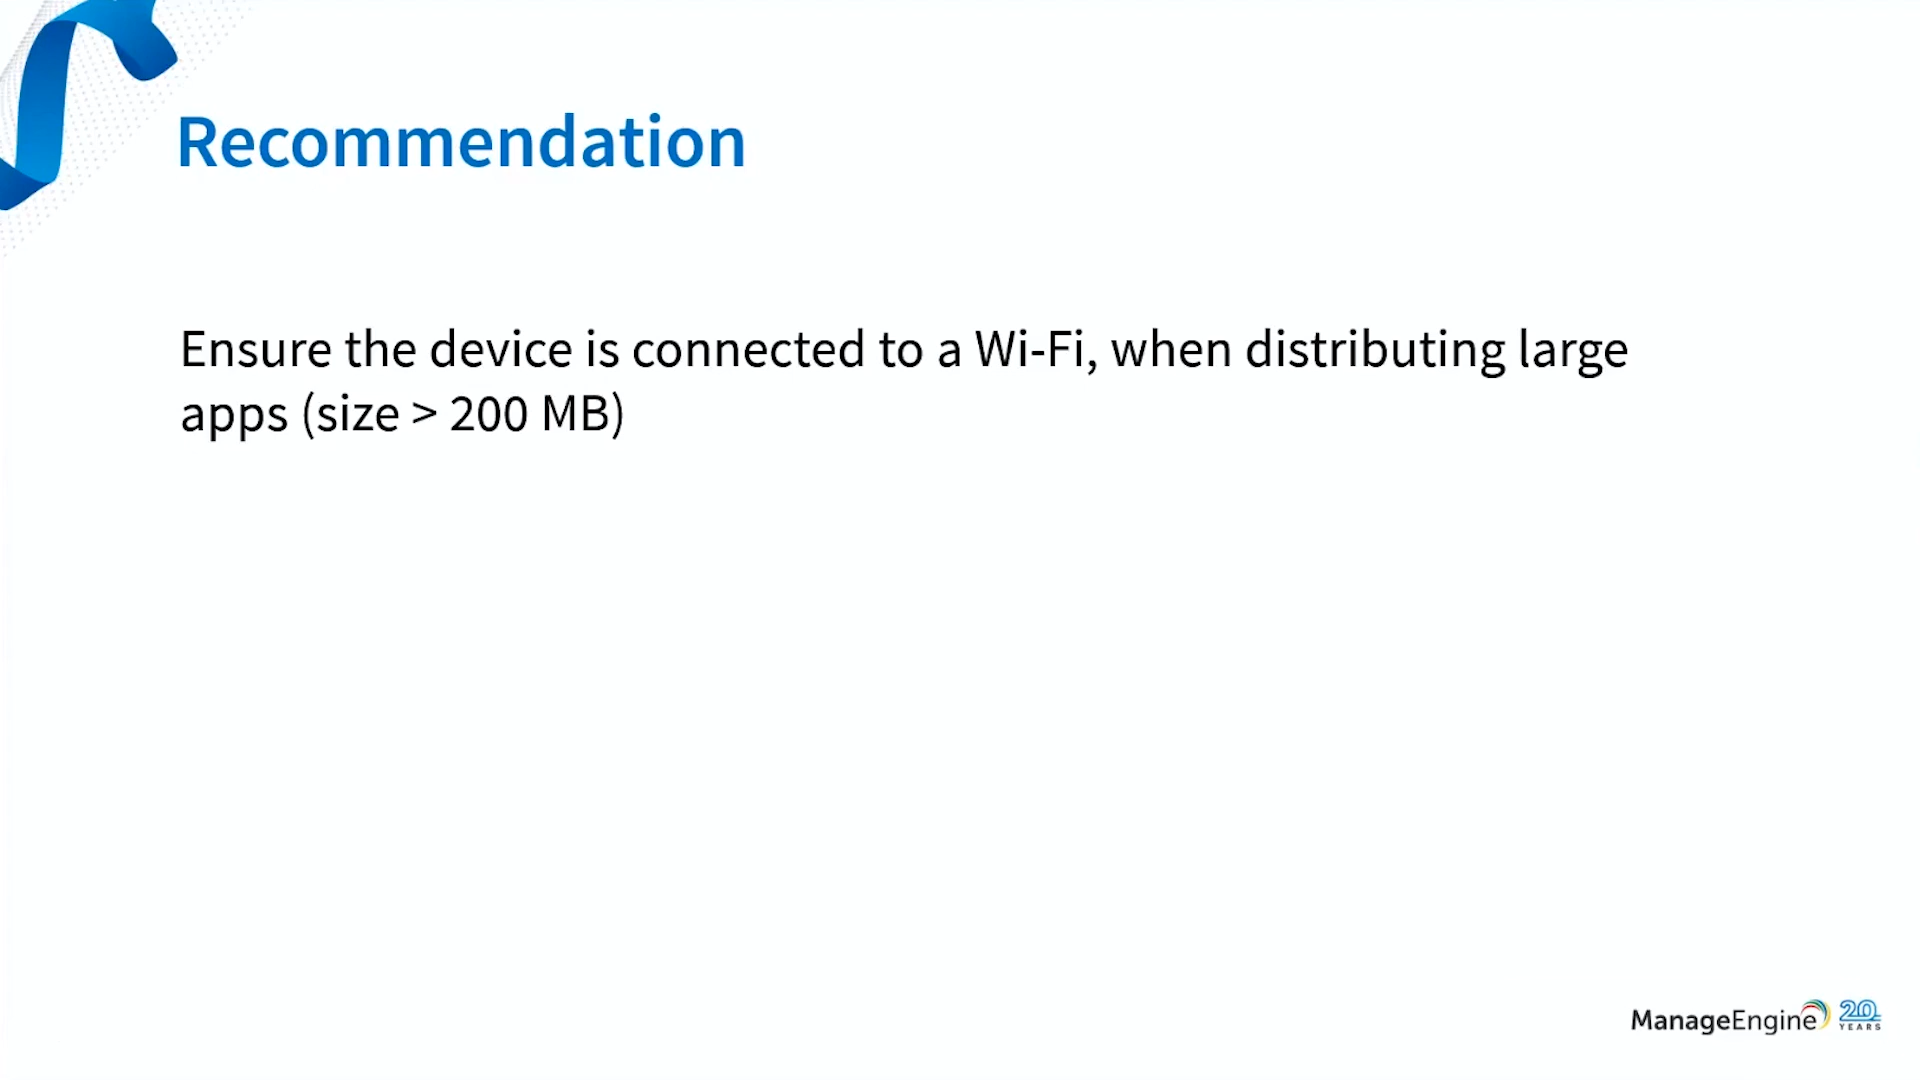 Recommendation
Ensure the device is connected to a Wi-Fi, when distributing large
apps (size > 200 MB)
ManageEngine 20 YEARS